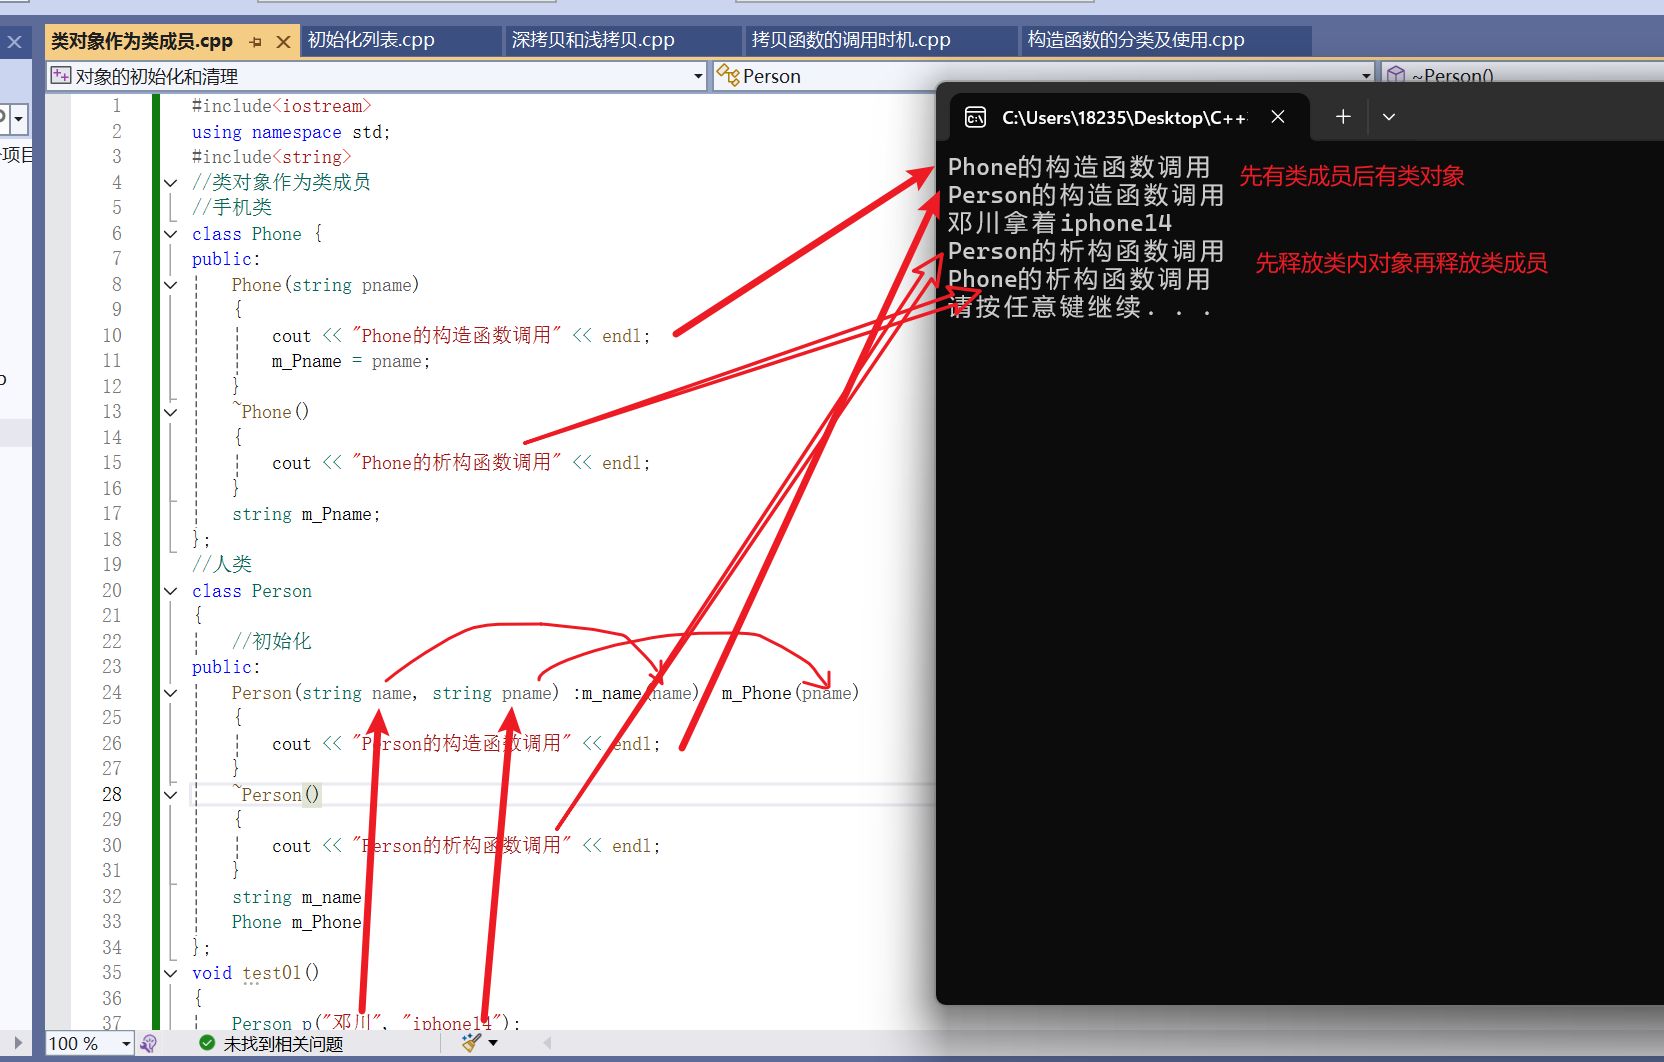 类对象作为类成员.cpp
初始化列表.cpp
深拷贝和浅拷贝.cpp
拷贝函数的调用时机.cpp
构造函数的分类及使用.cpp
对象的初始化和清理
Person
~Person()
项目
1 #include<iostream>
2 using namespace std;
3 #include<string>
4 //类对象作为类成员
5 //手机类
6 class Phone {
7 public:
8 Phone(string pname)
9 {
10 cout << "Phone的构造函数调用" << endl;
11 m_Pname = pname;
12 }
13 ~Phone()
14 {
15 cout << "Phone的析构函数调用" << endl;
16 }
17 string m_Pname;
18 };
19 //人类
20 class Person
21 {
22 //初始化
23 public:
24 Person(string name, string pname) :m_name(name) m_Phone(pname)
25 {
26 cout << "Person的构造函数调用" << endl;
27 }
28 ~Person()
29 {
30 cout << "Person的析构函数调用" << endl;
31 }
32 string m_name
33 Phone m_Phone
34 };
35 void test01()
36 {
37 Person p("邓川", "iphone14");
100 %
未找到相关问题
C:\Users\18235\Desktop\C++
Phone的构造函数调用
Person的构造函数调用
邓川拿着iphone14
Person的析构函数调用
Phone的析构函数调用
请按任意键继续. . .
先有类成员后有类对象
先释放类内对象再释放类成员